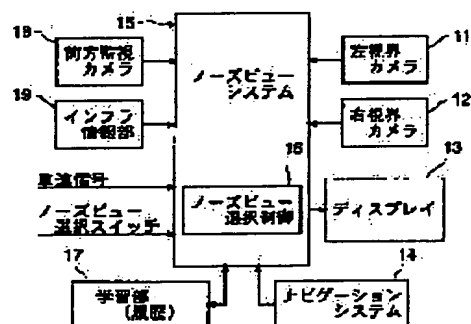 18
前方監視
カメラ
19
インフラ
情報部
車速信号
ノーズビュー
選択スイッチ
17
学習部
(履歴)
15
ノーズビュー
システム
16
ノーズビュー
選択制御
11
左視界
カメラ
12
右視界
カメラ
13
ディスプレイ
14
ナビゲーション
システム